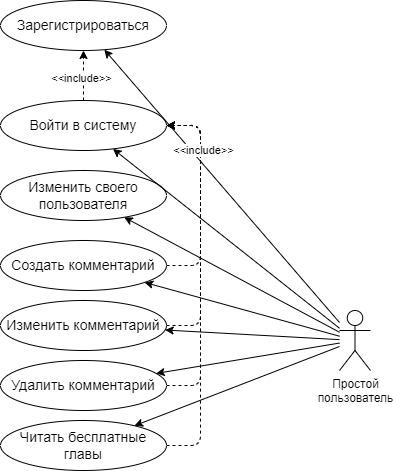 Зарегистрироваться
<<include>>
Войти в систему
<<include>>
Изменить своего
пользователя
Создать комментарий
Изменить комментарий
Удалить комментарий
Простой
пользователь
Читать бесплатные
главы